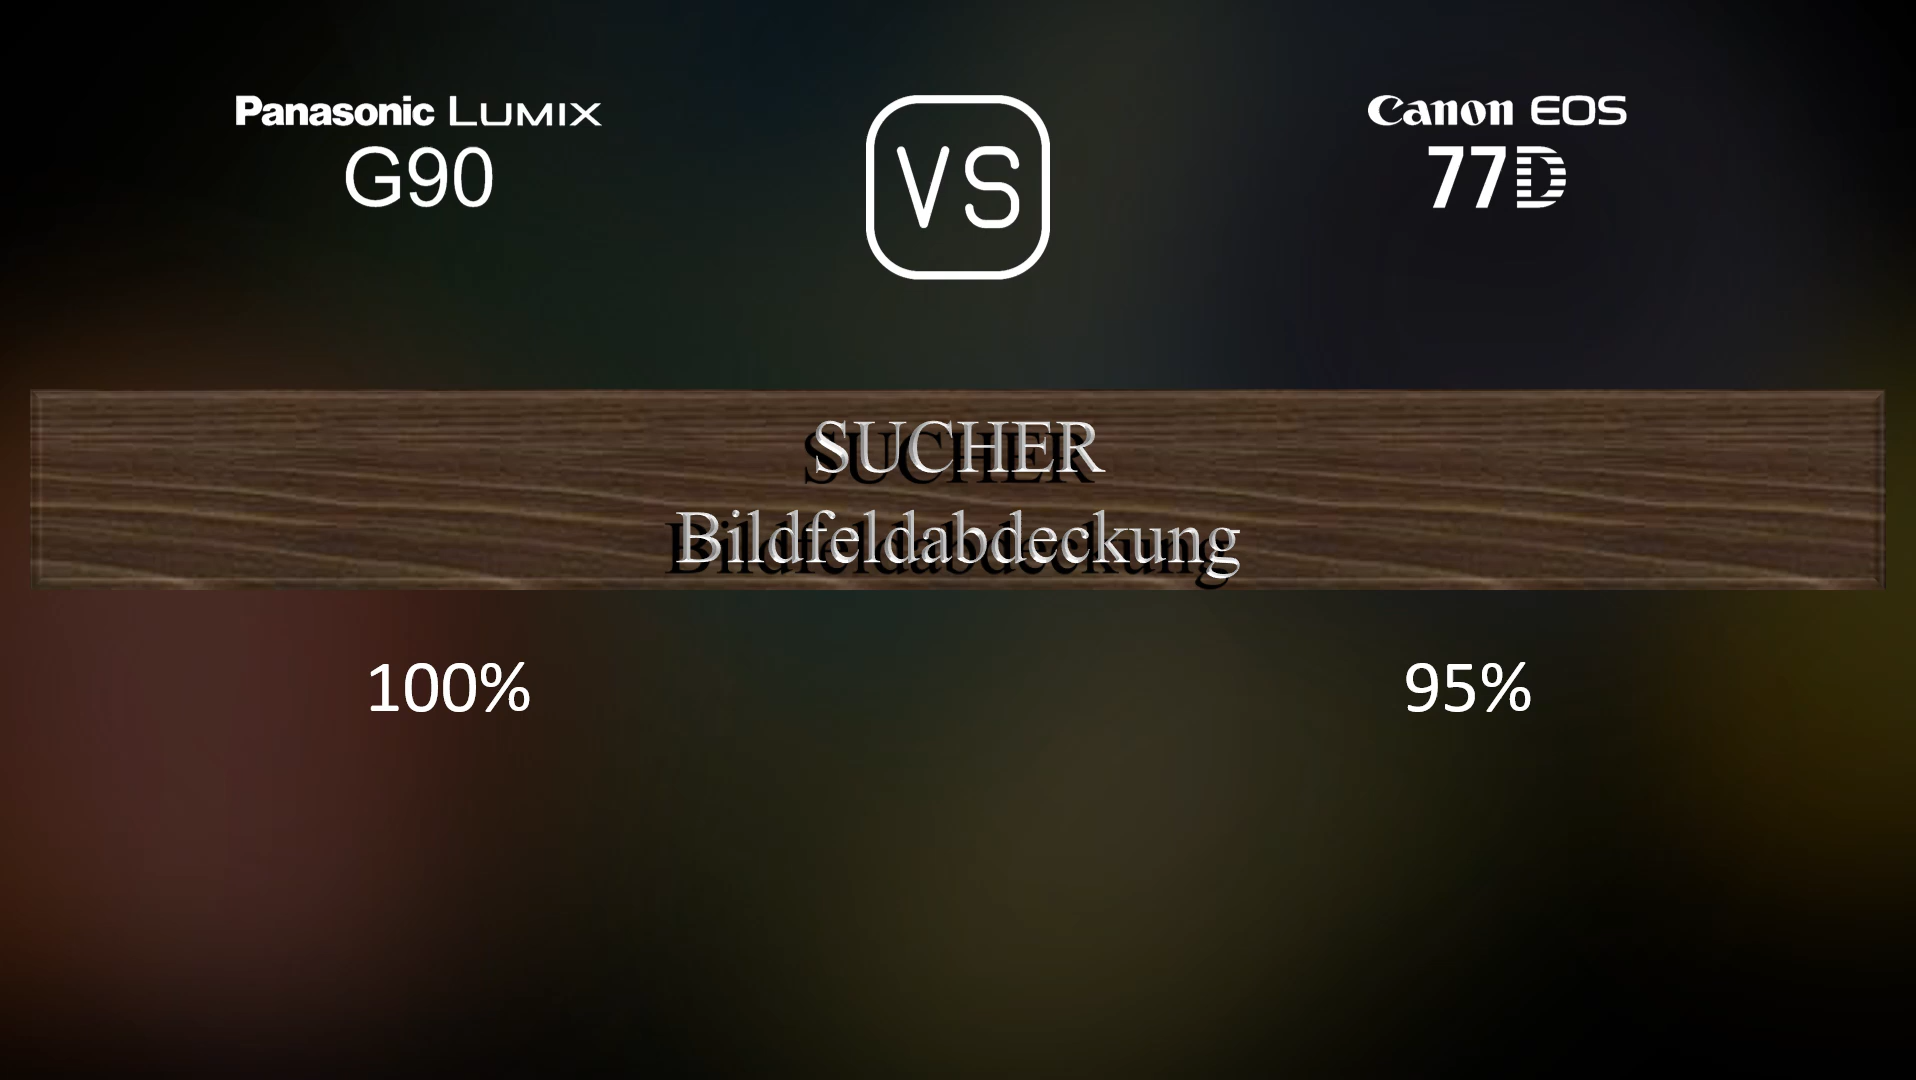 Panasonic LUMIX
G90
VS
Canon EOS
77D
SUCHER
Bildfeldabdeckung
100%
95%